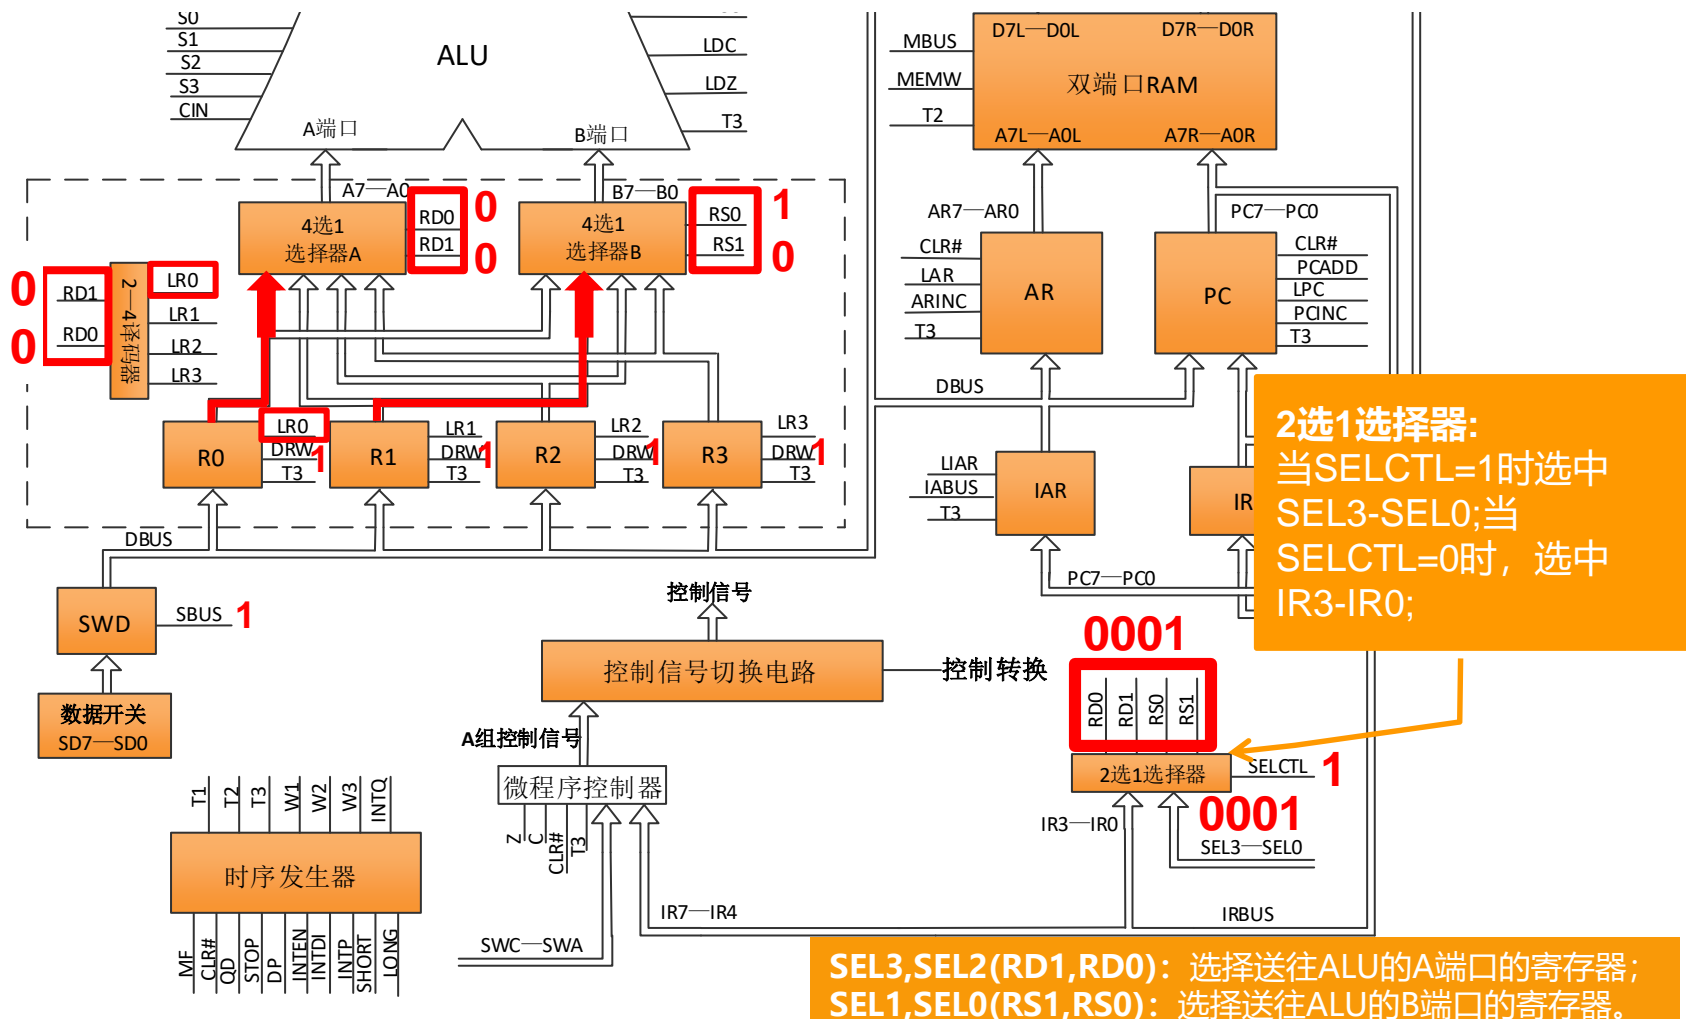 S0
S1
S2
S3
CIN
ALU
LDC
LDZ
T3
A端口
B端口
MBUS
MEMW
T2
D7L—D0L
D7R—D0R
双端口RAM
A7L—A0L
A7R—A0R
A7—A0
B7—B0
4选1
选择器A
RD0
RD1
0
0
4选1
选择器B
RS0
RS1
1
0
0
0
RD1
RD0
2—4译码器
LR0
LR1
LR2
LR3
R0
LR0
DRW
1
T3
R1
LR1
DRW
1
T3
R2
LR2
DRW
1
T3
R3
LR3
DRW
1
T3
AR7—AR0
CLR#
LAR
ARINC
T3
AR
PC7—PC0
PC
CLR#
PCADD
LPC
PCINC
T3
DBUS
LIAR
IABUS
T3
IAR
IR
PC7—PC0
2选1选择器:
当SELCTL=1时选中
SEL3-SEL0;当
SELCTL=0时，选中
IR3-IR0;
DBUS
SWD
SBUS
1
数据开关
SD7—SD0
控制信号
控制信号切换电路
控制转换
A组控制信号
微程序控制器
Z
C
CLR#
T3
0001
RD0
RD1
RS0
RS1
2选1选择器
SELCTL
1
0001
IR3—IR0
SEL3—SEL0
T1
T2
T3
W1
W2
W3
INTQ
时序发生器
MF
CLR#
QD
STOP
DP
INTEN
INTDI
INTP
SHORT
LONG
SWC—SWA
IR7—IR4
IRBUS
SEL3,SEL2(RD1,RD0)：选择送往ALU的A端口的寄存器；
SEL1,SEL0(RS1,RS0)：选择送往ALU的B端口的寄存器。